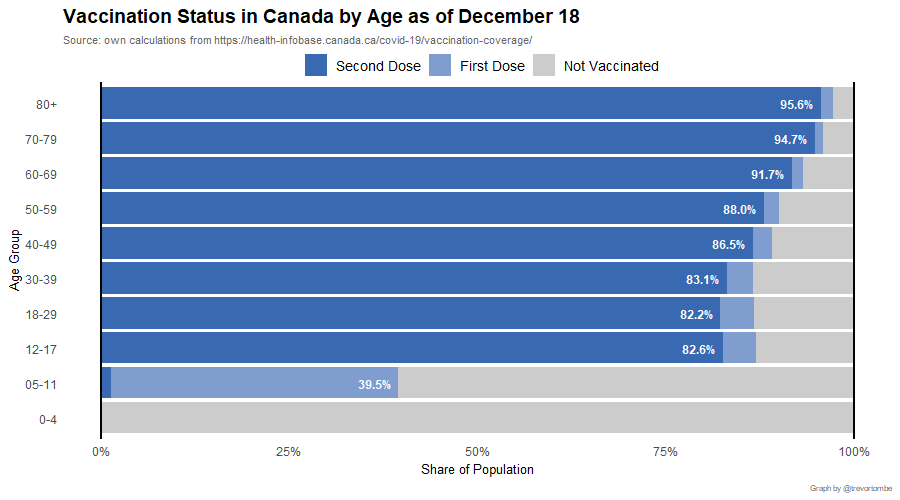 Vaccination Status in Canada by Age as of December 18
Source: own calculations from https://health-infobase.canada.ca/covid-19/vaccination-coverage/
Second Dose First Dose Not Vaccinated
Age Group
80+ 95.6%
70-79 94.7%
60-69 91.7%
50-59 88.0%
40-49 86.5%
30-39 83.1%
18-29 82.2%
12-17 82.6%
05-11 39.5%
0-4
0% 25% 50% 75% 100%
Share of Population
Graph by @trevortombe